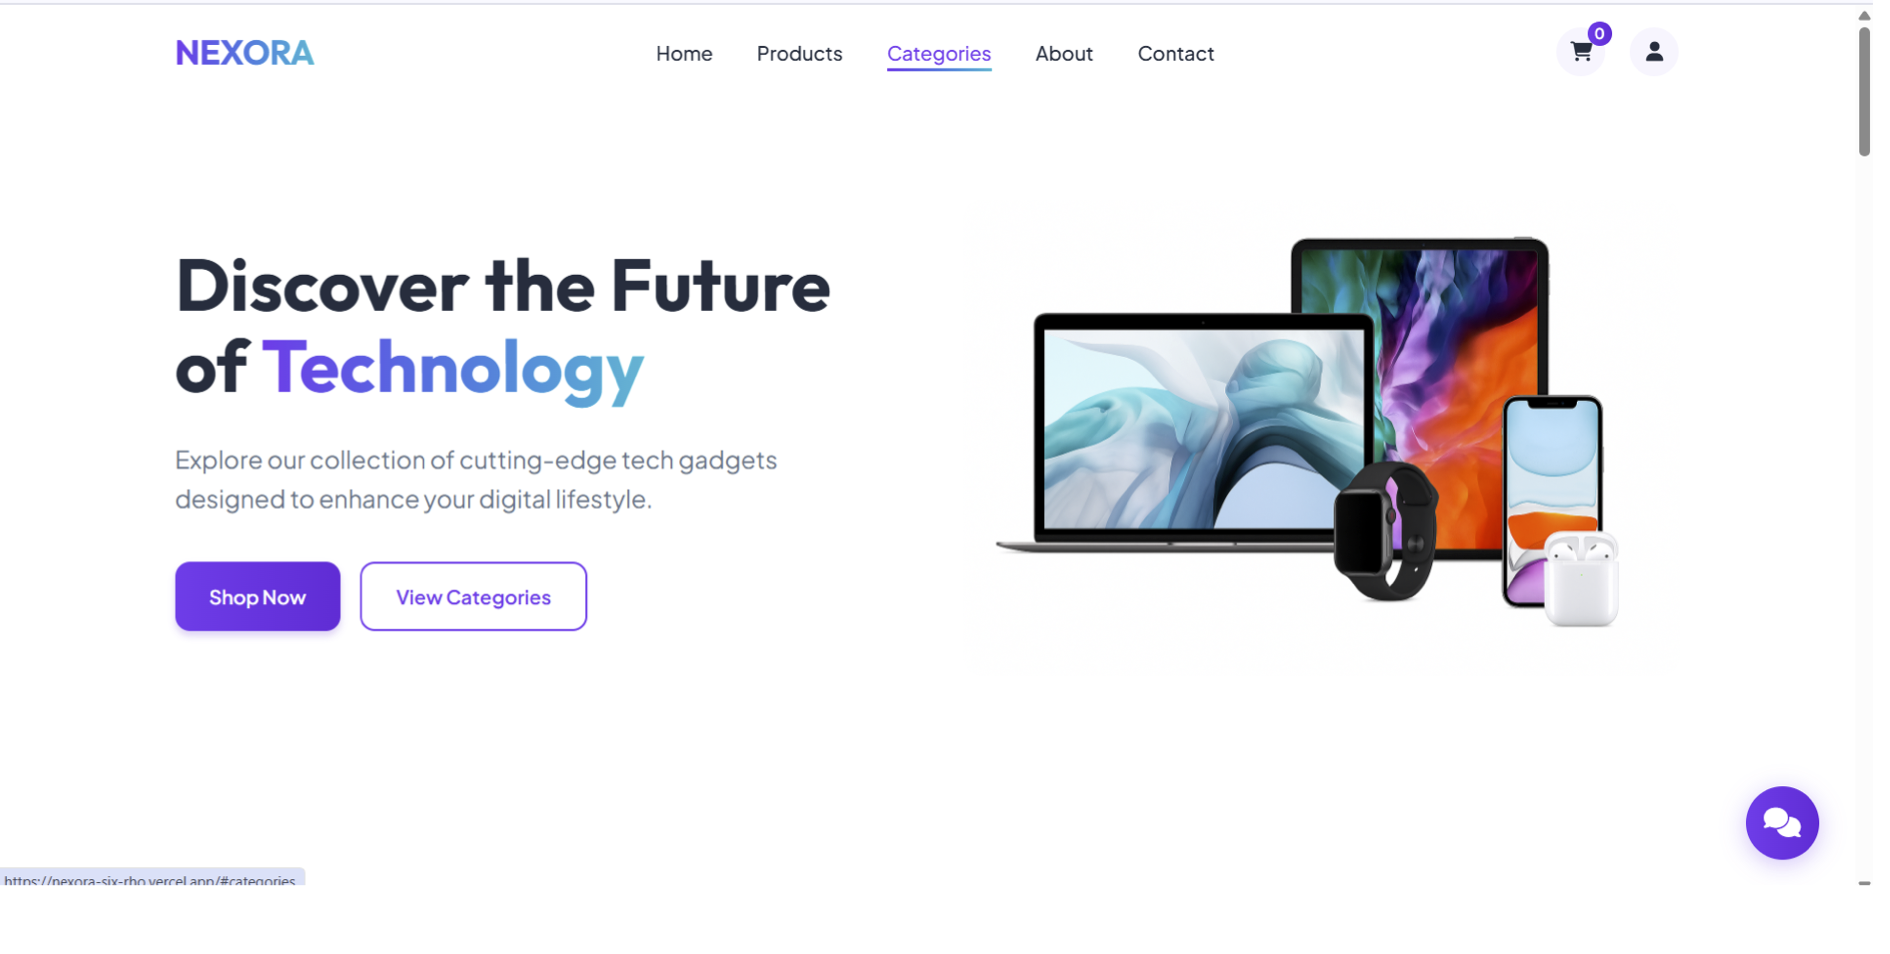 NEXORA
Home
Products
Categories
About
Contact
0
Discover the Future
of Technology
Explore our collection of cutting-edge tech gadgets
designed to enhance your digital lifestyle.
Shop Now
View Categories
https://nexora-six-rho.vercel.app/#categories